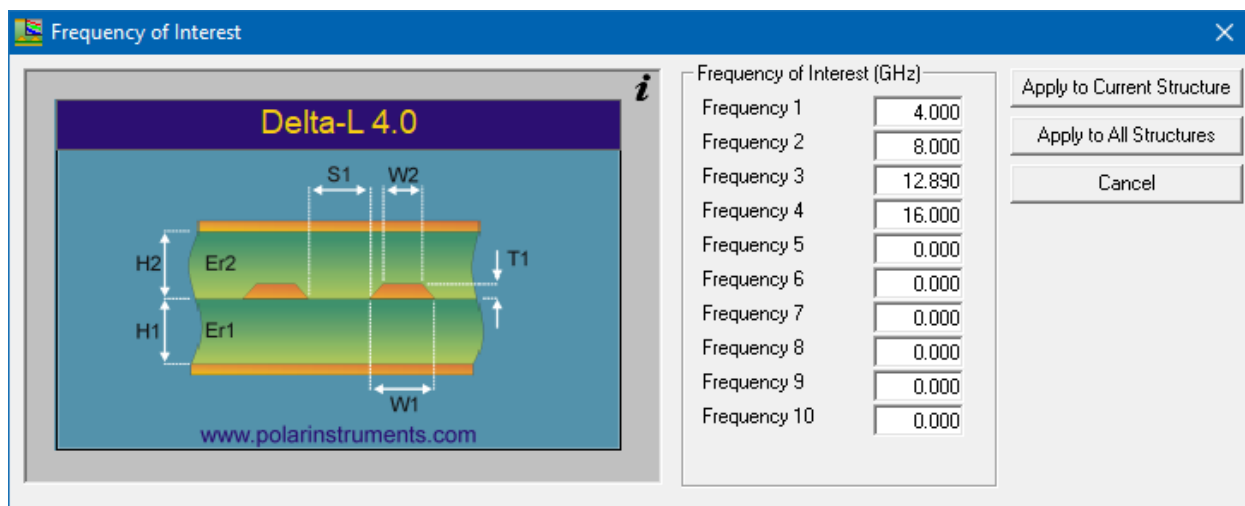 Frequency of Interest
i
Delta-L 4.0
S1
W2
H2
Er2
T1
H1
Er1
W1
www.polarinstruments.com
Frequency of Interest (GHz)
Frequency 1 4.000
Frequency 2 8.000
Frequency 3 12.890
Frequency 4 16.000
Frequency 5 0.000
Frequency 6 0.000
Frequency 7 0.000
Frequency 8 0.000
Frequency 9 0.000
Frequency 10 0.000
Apply to Current Structure
Apply to All Structures
Cancel